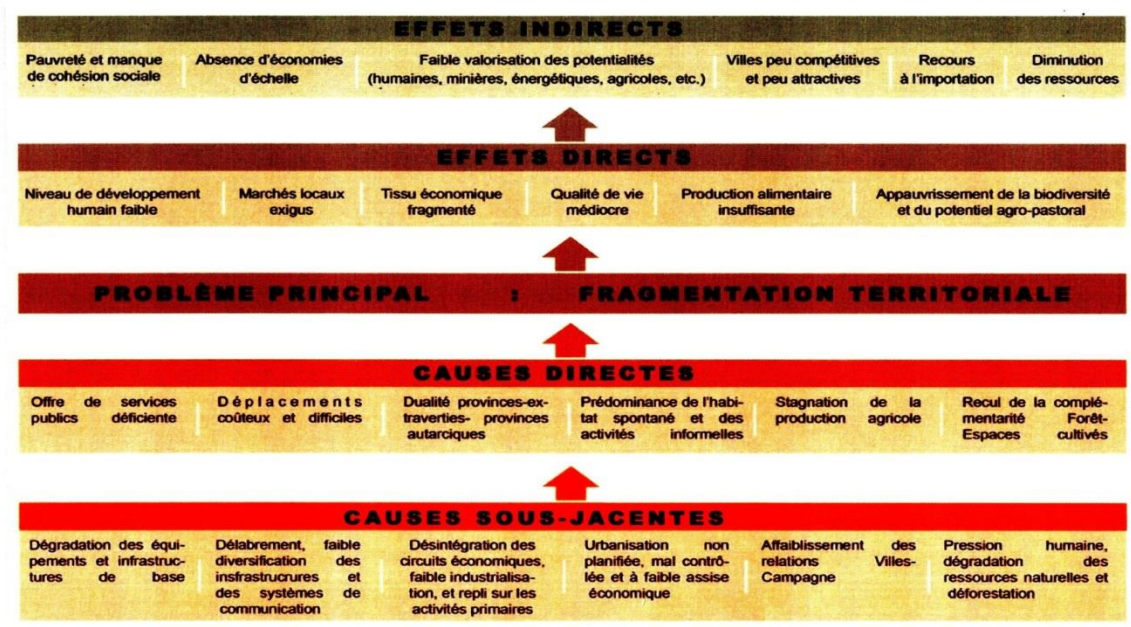 EFFETS INDIRECTS
Pauvreté et manque
de cohésion sociale
Absence d'économies
d'échelle
Faible valorisation des potentialités
(humaines, minières, énergétiques, agricoles, etc.)
Villes peu compétitives
et peu attractives
Recours
à l'importation
Diminution
des ressources
EFFETS DIRECTS
Niveau de développement
humain faible
Marchés locaux
exigus
Tissu économique
fragmenté
Qualité de vie
médiocre
Production alimentaire
insuffisante
Appauvrissement de la biodiversité
et du potentiel agro-pastoral
PROBLÈME PRINCIPAL : FRAGMENTATION TERRITORIALE
CAUSES DIRECTES
Offre de services
publics déficiente
Déplacements
coûteux et difficiles
Dualité provinces-ex-
traverties- provinces
autarciques
Prédominance de l'habi-
tat spontané et des
activités informelles
Stagnation de la
production agricole
Recul de la complé-
mentarité Forêt-
Espaces cultivés
CAUSES SOUS-JACENTES
Dégradation des équi-
pements et infrastruc-
tures de base
Délabrement, faible
diversification des
insfrastrucrures et
des systèmes de
communication
Désintégration des
circuits économiques,
faible industrialisa-
tion, et repli sur les
activités primaires
Urbanisation non
planifiée, mal contrô-
lée et à faible assise
économique
Affaiblissement des
relations Villes-
Campagne
Pression humaine,
dégradation des
ressources naturelles et
déforestation